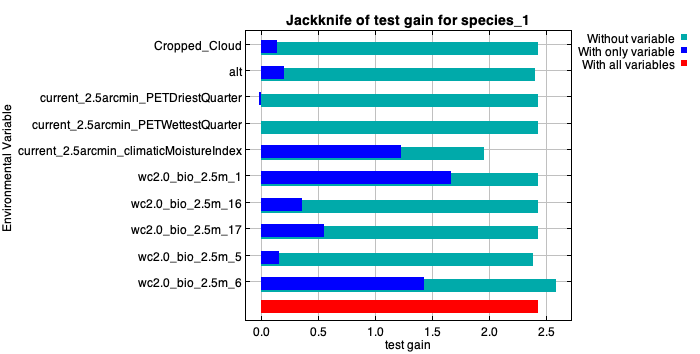 Jackknife of test gain for species_1
Without variable
With only variable
With all variables
Environmental Variable
Cropped_Cloud
alt
current_2.5arcmin_PETDriestQuarter
current_2.5arcmin_PETWettestQuarter
current_2.5arcmin_climaticMoistureIndex
wc2.0_bio_2.5m_1
wc2.0_bio_2.5m_16
wc2.0_bio_2.5m_17
wc2.0_bio_2.5m_5
wc2.0_bio_2.5m_6
0.0 0.5 1.0 1.5 2.0 2.5
test gain